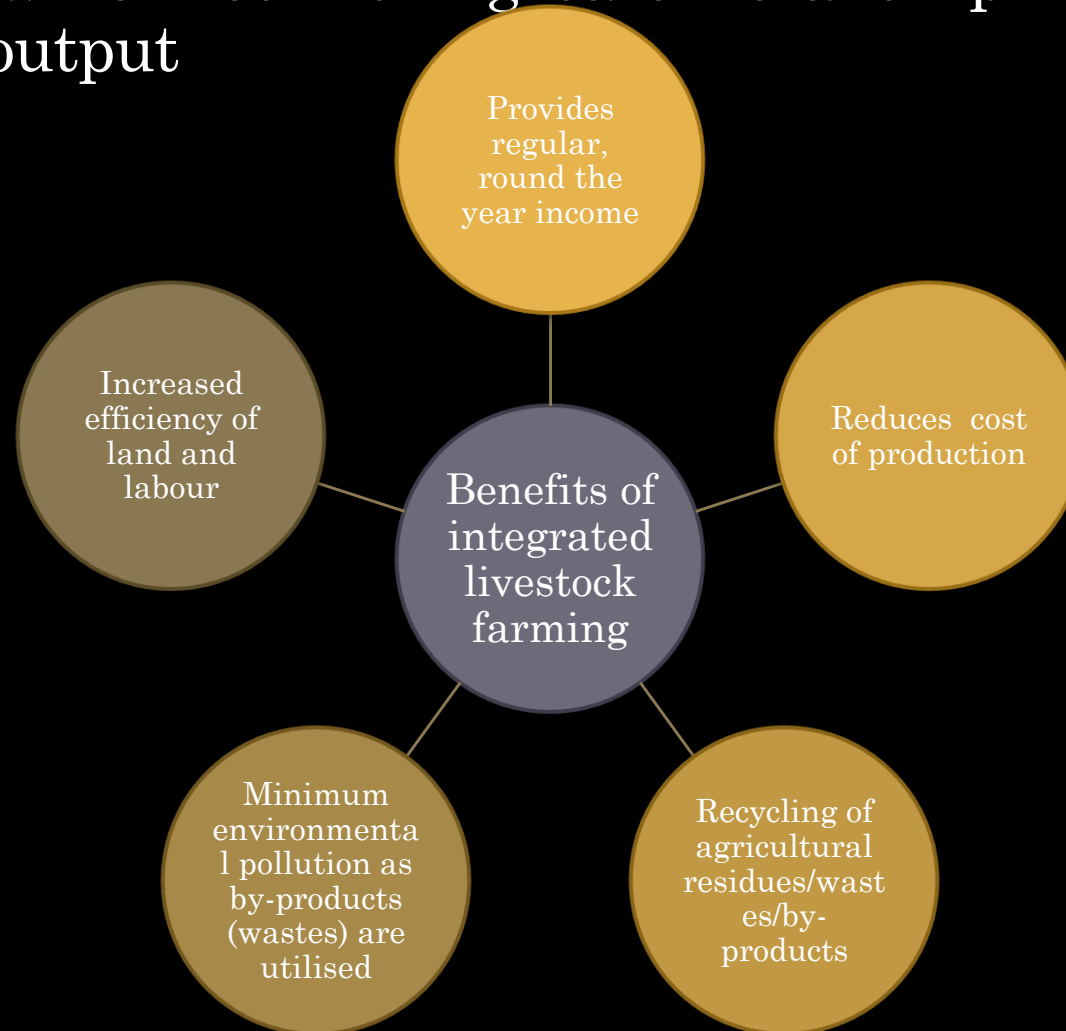 output
Provides
regular,
round the
year income
Increased
efficiency of
land and
labour
Reduces  cost
of production
Benefits of
integrated
livestock
farming
Minimum
environmenta
l pollution as
by-products
(wastes) are
utilised
Recycling of
agricultural
residues/wast
es/by-
products